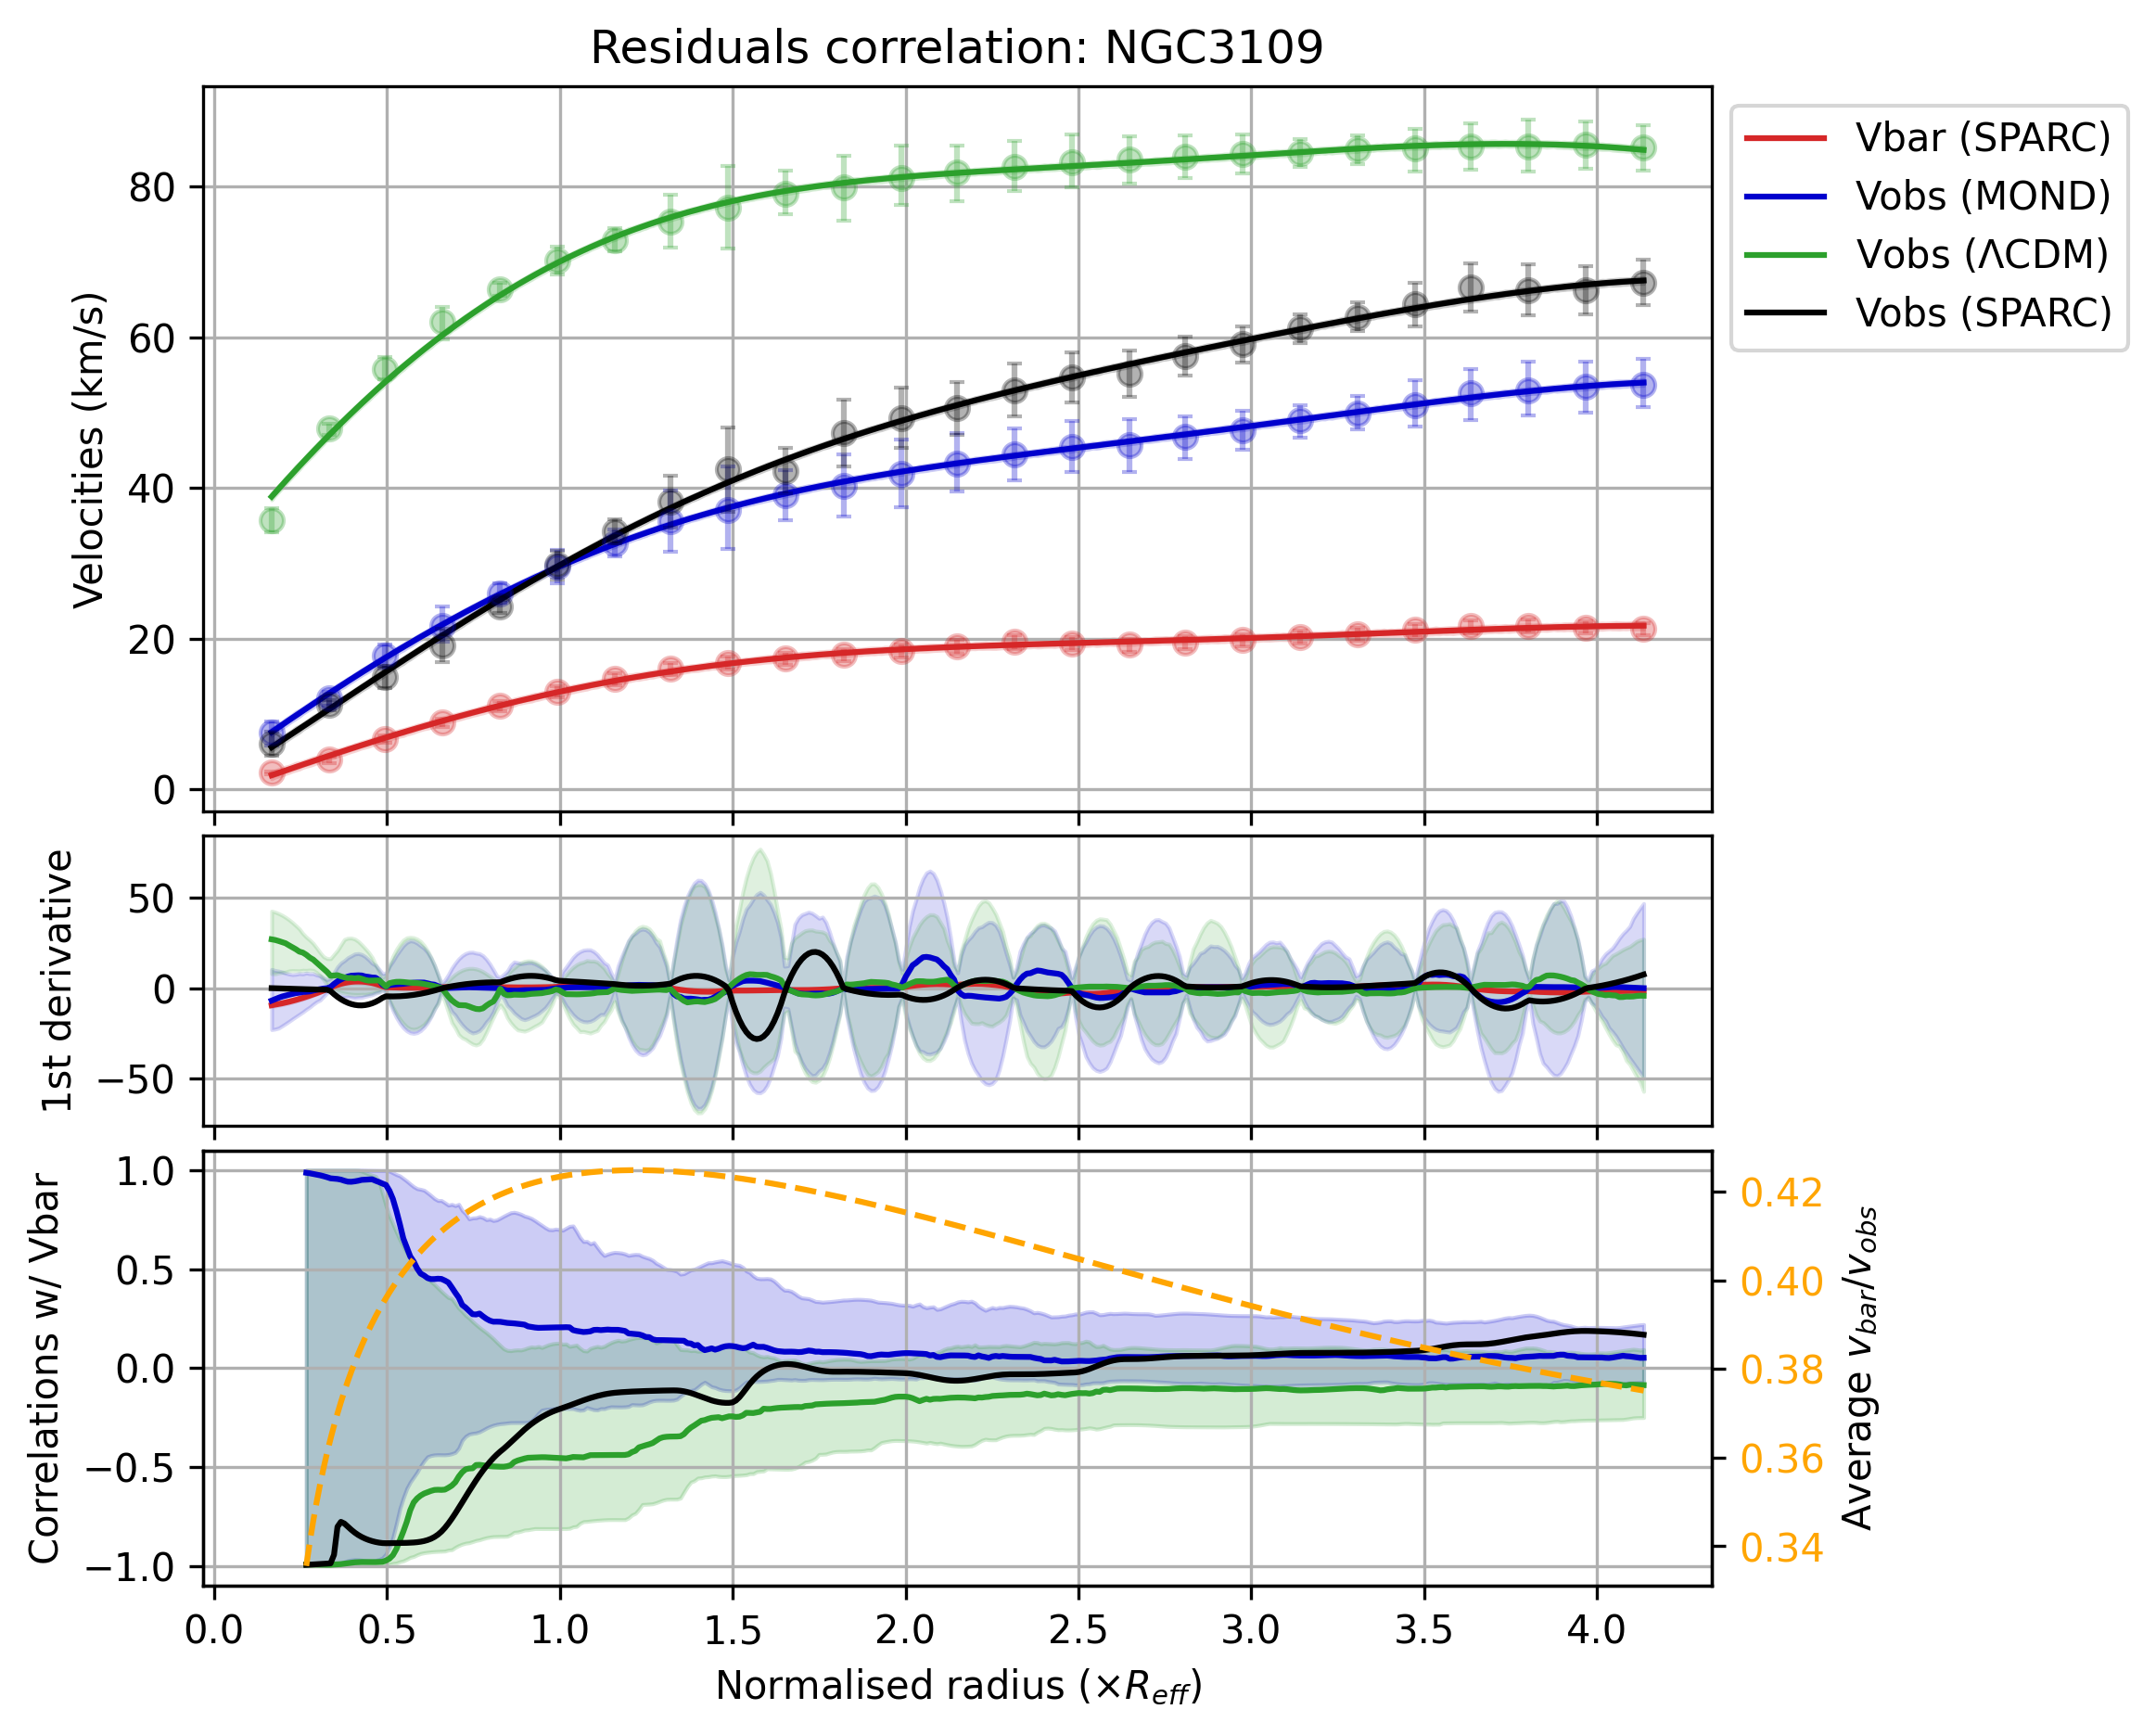 Residuals correlation: NGC3109
Velocities (km/s)
80
60
40
20
0
Vbar (SPARC)
Vobs (MOND)
Vobs (ΛCDM)
Vobs (SPARC)
1st derivative
50
0
−50
Correlations w/ Vbar
1.0
0.5
0.0
−0.5
−1.0
0.42
0.40
0.38
0.36
0.34
Average v_bar/v_obs
0.0 0.5 1.0 1.5 2.0 2.5 3.0 3.5 4.0
Normalised radius (×R_eff)